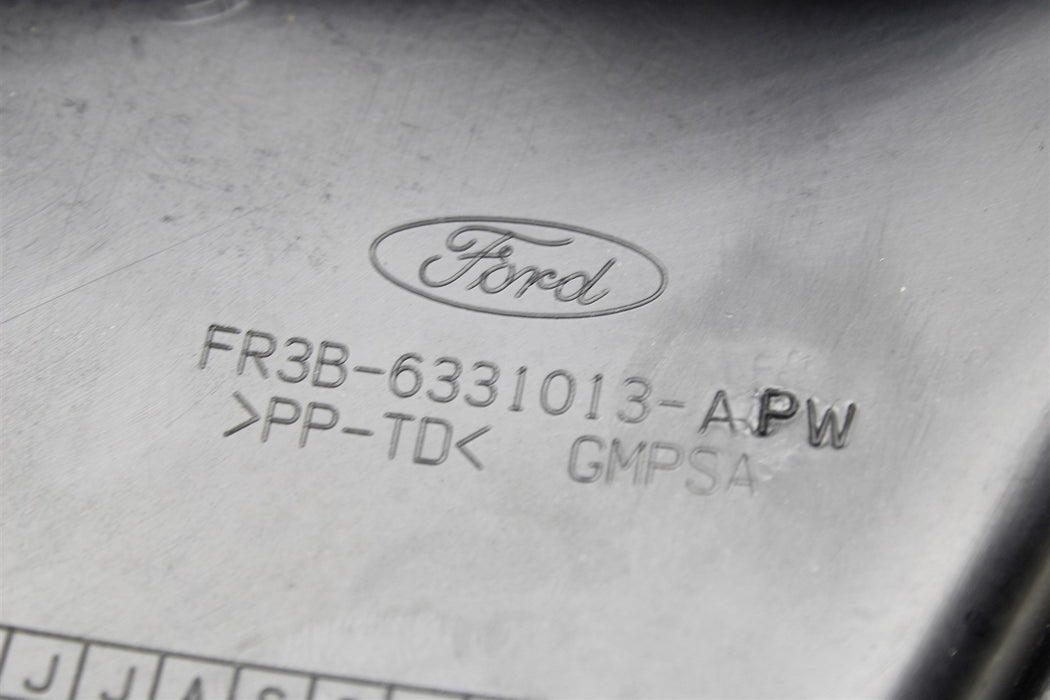 Ford
FR3B-6331013-APW
>PP-TD< GMPSA
J J A S